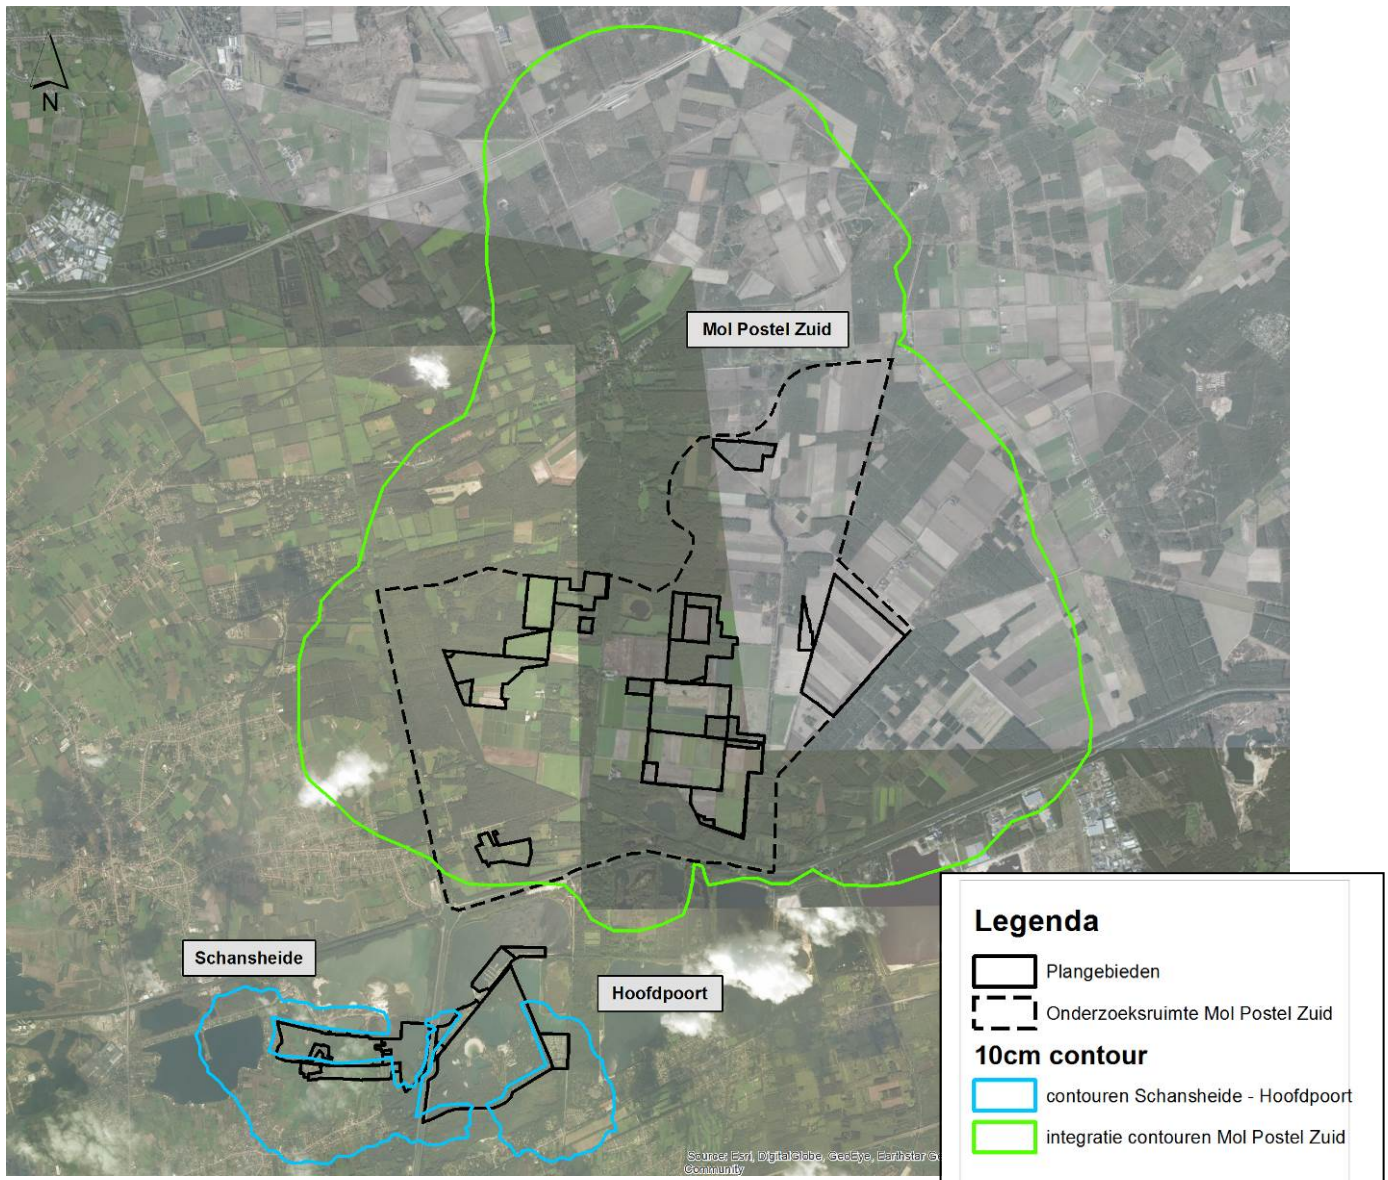 N
Mol Postel Zuid
Schansheide
Hoofdpoort
Legenda
Plangebieden
Onderzoeksruimte Mol Postel Zuid
10cm contour
contouren Schansheide - Hoofdpoort
integratie contouren Mol Postel Zuid
Source: Esri, DigitalGlobe, GeoEye, Earthstar
Community